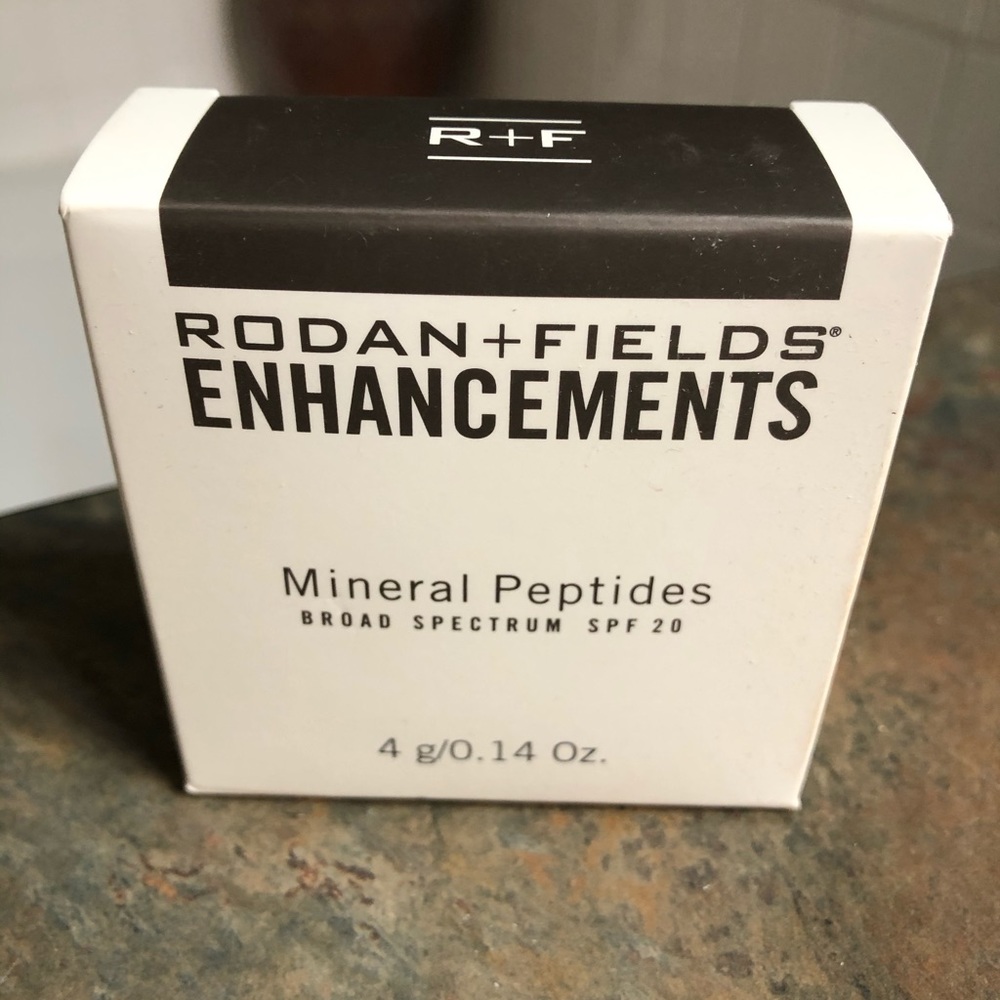 R+F
RODAN+FIELDS®
ENHANCEMENTS
Mineral Peptides
BROAD SPECTRUM SPF 20
4 g/0.14 Oz.